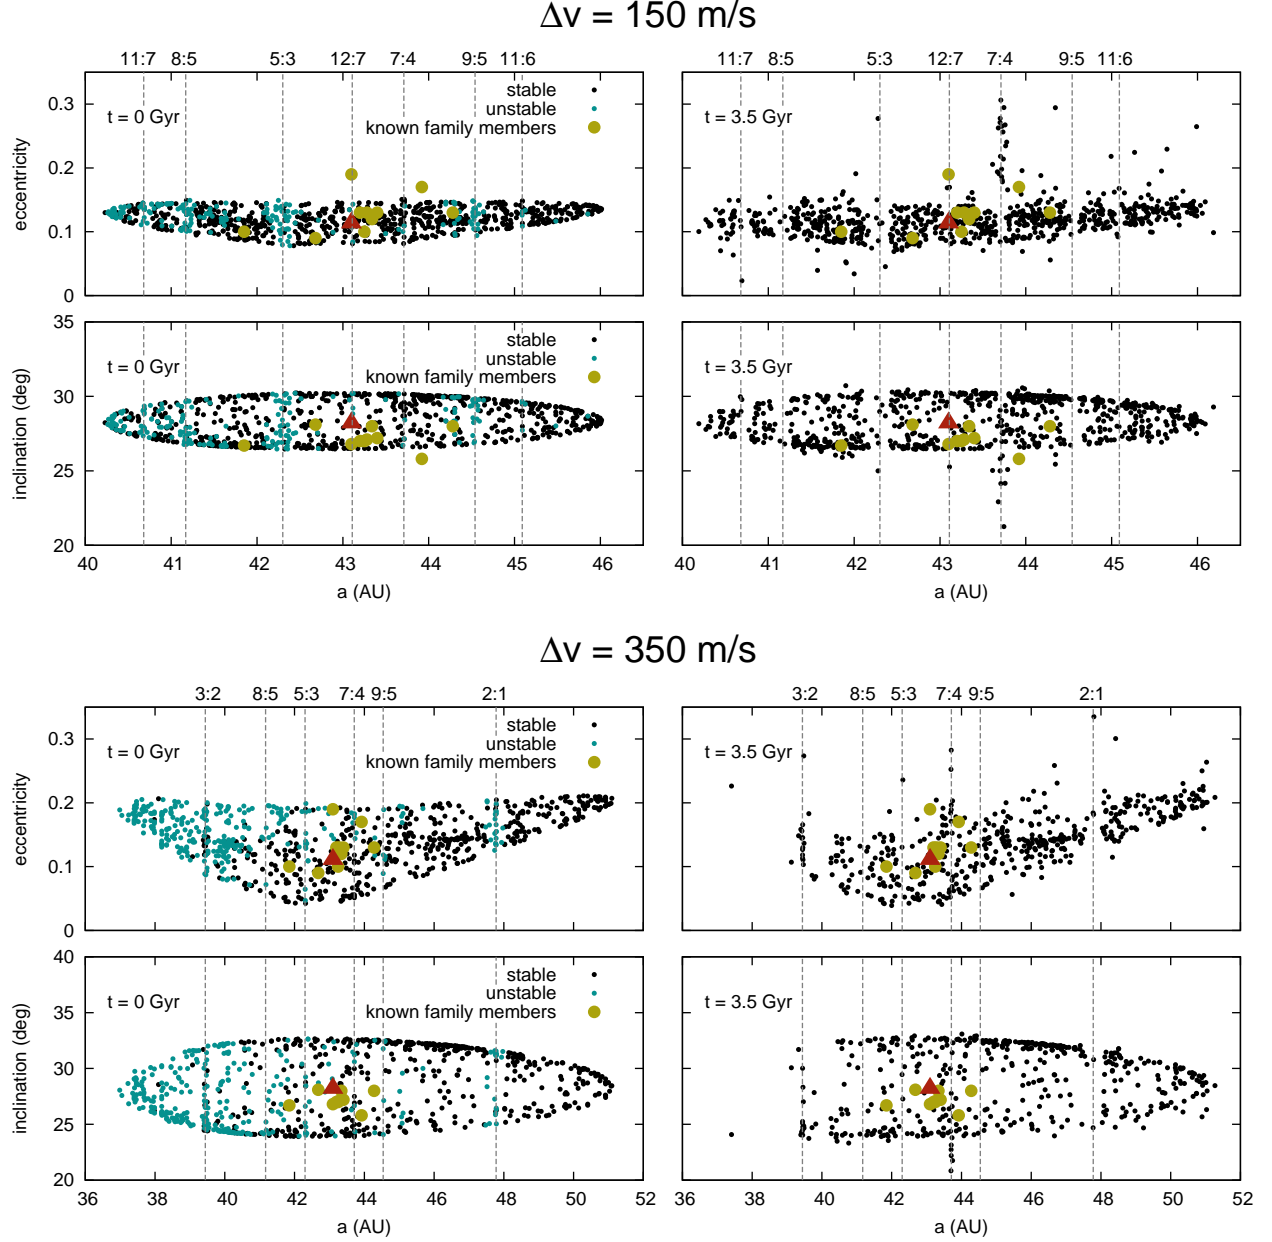 Δv = 150 m/s
11:7 8:5 5:3 12:7 7:4 9:5 11:6
eccentricity
0.3
0.2
0.1
0
t = 0 Gyr
stable
unstable
known family members
11:7 8:5 5:3 12:7 7:4 9:5 11:6
t = 3.5 Gyr
inclination (deg)
35
30
25
20
t = 0 Gyr
stable
unstable
known family members
40 41 42 43 44 45 46
a (AU)
t = 3.5 Gyr
40 41 42 43 44 45 46
a (AU)
Δv = 350 m/s
3:2 8:5 5:3 7:4 9:5 2:1
eccentricity
0.3
0.2
0.1
0
t = 0 Gyr
stable
unstable
known family members
3:2 8:5 5:3 7:4 9:5 2:1
t = 3.5 Gyr
inclination (deg)
40
35
30
25
20
t = 0 Gyr
stable
unstable
known family members
36 38 40 42 44 46 48 50 52
a (AU)
t = 3.5 Gyr
36 38 40 42 44 46 48 50 52
a (AU)